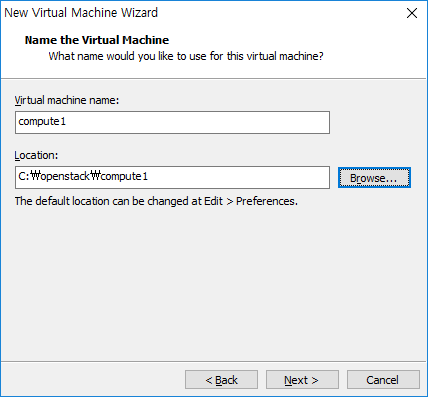 New Virtual Machine Wizard
Name the Virtual Machine
What name would you like to use for this virtual machine?
Virtual machine name:
compute1
Location:
C:₩openstack₩compute1
Browse...
The default location can be changed at Edit > Preferences.
< Back
Next >
Cancel